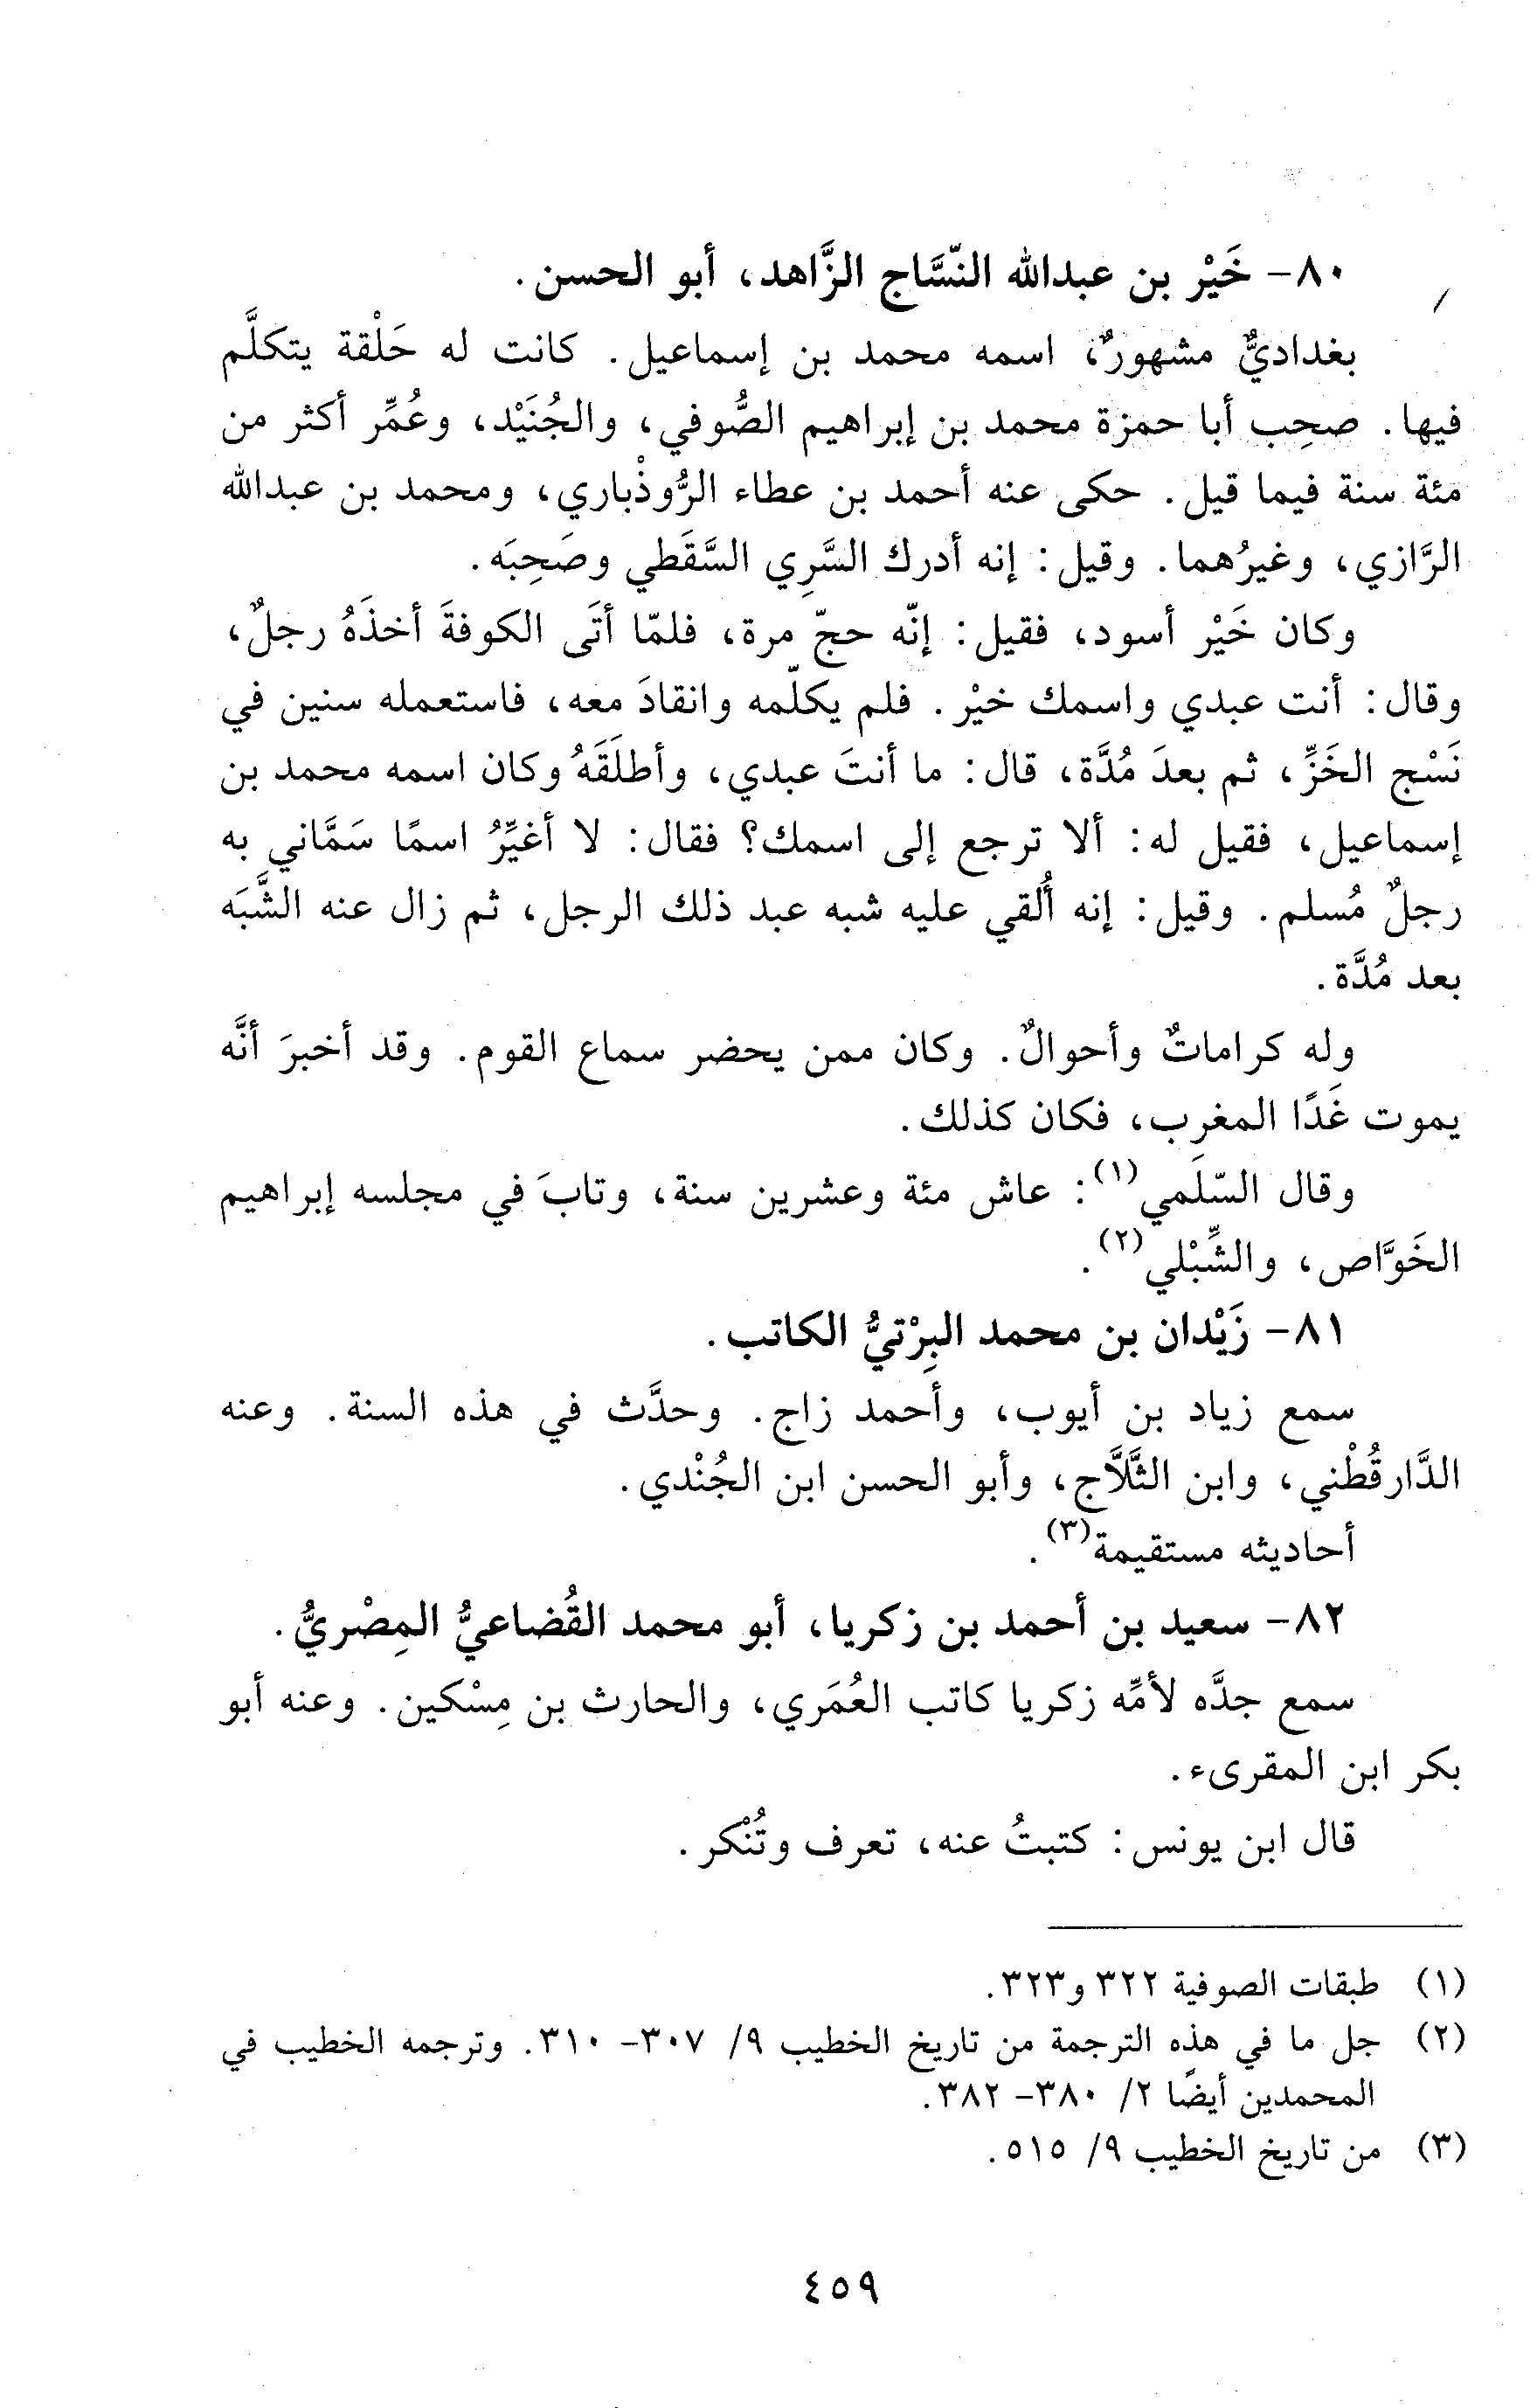 ٨٠- خَيْر بن عبدالله النّسَّاج الزَّاهد، أبو الحسن.
بغداديٌّ مشهورٌ، اسمه محمد بن إسماعيل. كانت له حَلْقة يتكلَّم
فيها. صحِب أبا حمزة محمد بن إبراهيم الصُّوفي، والجُنَيْد، وعُمِّر أكثر من
مئة سنة فيما قيل. حكى عنه أحمد بن عطاء الرُّوذْباري، ومحمد بن عبدالله
الرَّازي، وغيرُهما. وقيل: إنه أدرك السَّرِي السَّقَطي وصَحِبَه.
وكان خَيْر أسود، فقيل: إنّه حجّ مرة، فلمّا أتَى الكوفةَ أخذَهُ رجلٌ،
وقال: أنت عبدي واسمك خيْر. فلم يكلّمه وانقادَ معه، فاستعمله سنين في
نَسْج الخَزِّ، ثم بعدَ مُدَّة، قال: ما أنتَ عبدي، وأطلَقَهُ وكان اسمه محمد بن
إسماعيل، فقيل له: ألا ترجع إلى اسمك؟ فقال: لا أغيِّرُ اسمًا سَمَّاني به
رجلٌ مُسلم. وقيل: إنه أُلقي عليه شبه عبد ذلك الرجل، ثم زال عنه الشَّبَه
بعد مُدَّة.
وله كراماتٌ وأحوالٌ. وكان ممن يحضر سماع القوم. وقد أخبرَ أنَّه
يموت غَدًا المغرِب، فكان كذلك.
وقال السّلَمي(١): عاش مئة وعشرين سنة، وتابَ في مجلسه إبراهيم
الخَوَّاص، والشِّبْلي(٢).
٨١- زَيْدان بن محمد البِرْتيُّ الكاتب.
سمع زياد بن أيوب، وأحمد زاج. وحدَّث في هذه السنة. وعنه
الدَّارقُطْني، وابن الثَّلَّاج، وأبو الحسن ابن الجُنْدي.
أحاديثه مستقيمة(٣).
٨٢- سعيد بن أحمد بن زكريا، أبو محمد القُضاعيُّ المِصْريُّ.
سمع جدَّه لأمِّه زكريا كاتب العُمَري، والحارث بن مِسْكين. وعنه أبو
بكر ابن المقرىء.
قال ابن يونس: كتبتُ عنه، تعرف وتُنْكر.
(١) طبقات الصوفية ٣٢٢ و٣٢٣.
(٢) جل ما في هذه الترجمة من تاريخ الخطيب ٩/ ٣٠٧- ٣١٠. وترجمه الخطيب في
المحمدين أيضًا ٢/ ٣٨٠- ٣٨٢.
(٣) من تاريخ الخطيب ٩/ ٥١٥.
٤٥٩